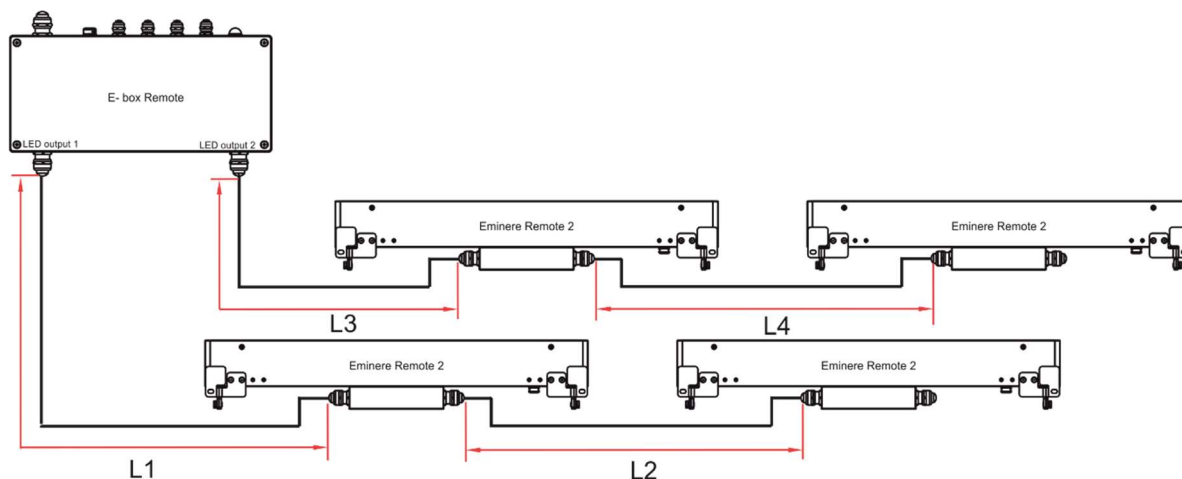 E- box Remote
LED output 1
LED output 2
Eminere Remote 2
Eminere Remote 2
L3
L4
Eminere Remote 2
Eminere Remote 2
L1
L2